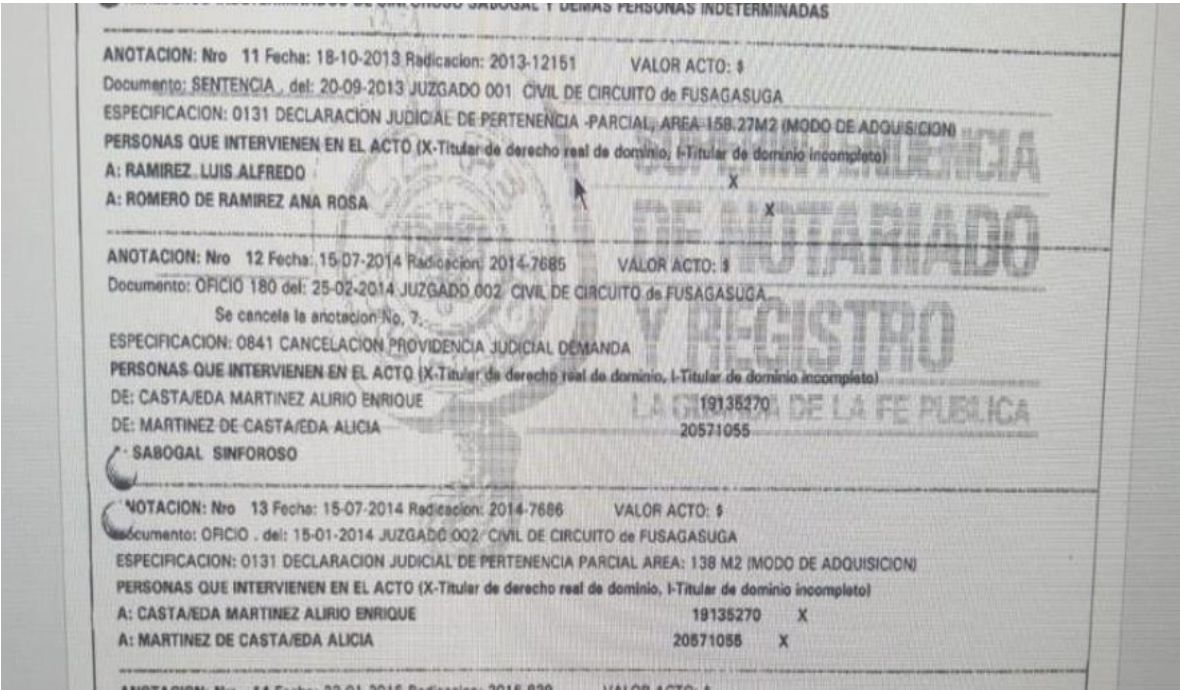 INDETERMINADOS DE SINFOROSO SABOGAL Y DEMAS PERSONAS INDETERMINADAS
ANOTACION: Nro 11 Fecha: 18-10-2013 Radicacion: 2013-12151 VALOR ACTO: $
Documento: SENTENCIA . del: 20-09-2013 JUZGADO 001 CIVIL DE CIRCUITO de FUSAGASUGA
ESPECIFICACION: 0131 DECLARACION JUDICIAL DE PERTENENCIA -PARCIAL, AREA 158.27M2 (MODO DE ADQUISICION)
PERSONAS QUE INTERVIENEN EN EL ACTO (X-Titular de derecho real de dominio, I-Titular de dominio incompleto)
A: RAMIREZ LUIS ALFREDO X
A: ROMERO DE RAMIREZ ANA ROSA X
ANOTACION: Nro 12 Fecha: 15-07-2014 Radicacion: 2014-7685 VALOR ACTO: $
Documento: OFICIO 180 del: 25-02-2014 JUZGADO 002 CIVIL DE CIRCUITO de FUSAGASUGA
Se cancela la anotacion No. 7.
ESPECIFICACION: 0841 CANCELACION PROVIDENCIA JUDICIAL DEMANDA
PERSONAS QUE INTERVIENEN EN EL ACTO (X-Titular de derecho real de dominio, I-Titular de dominio incompleto)
DE: CASTA/EDA MARTINEZ ALIRIO ENRIQUE 19135270
DE: MARTINEZ DE CASTA/EDA ALICIA 20571055
SABOGAL SINFOROSO
NOTACION: Nro 13 Fecha: 15-07-2014 Radicacion: 2014-7686 VALOR ACTO: $
ocumento: OFICIO . del: 15-01-2014 JUZGADO 002 CIVIL DE CIRCUITO de FUSAGASUGA
ESPECIFICACION: 0131 DECLARACION JUDICIAL DE PERTENENCIA PARCIAL AREA: 138 M2 (MODO DE ADQUISICION)
PERSONAS QUE INTERVIENEN EN EL ACTO (X-Titular de derecho real de dominio, I-Titular de dominio incompleto)
A: CASTA/EDA MARTINEZ ALIRIO ENRIQUE 19135270 X
A: MARTINEZ DE CASTA/EDA ALICIA 20571055 X
SUPERINTENDENCIA
DE NOTARIADO
Y REGISTRO
LA GUARDA DE LA FE PUBLICA